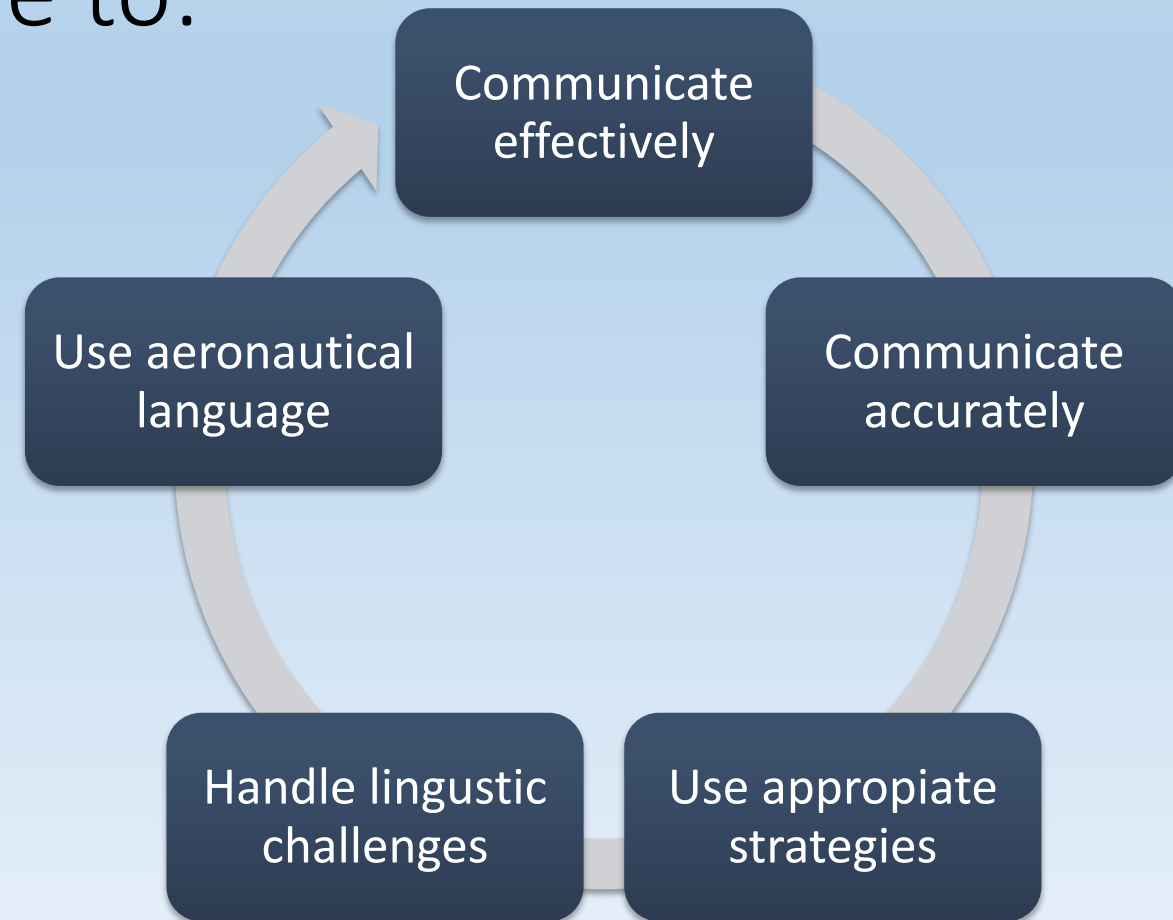 e to:
Communicate
effectively
Communicate
accurately
Use appropiate
strategies
Handle lingustic
challenges
Use aeronautical
language